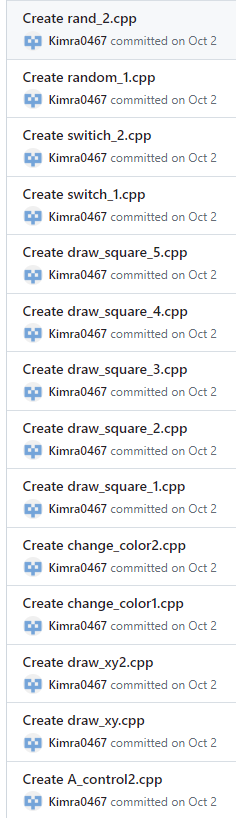 Create rand_2.cpp
Kimra0467 committed on Oct 2
Create random_1.cpp
Kimra0467 committed on Oct 2
Create switich_2.cpp
Kimra0467 committed on Oct 2
Create switch_1.cpp
Kimra0467 committed on Oct 2
Create draw_square_5.cpp
Kimra0467 committed on Oct 2
Create draw_square_4.cpp
Kimra0467 committed on Oct 2
Create draw_square_3.cpp
Kimra0467 committed on Oct 2
Create draw_square_2.cpp
Kimra0467 committed on Oct 2
Create draw_square_1.cpp
Kimra0467 committed on Oct 2
Create change_color2.cpp
Kimra0467 committed on Oct 2
Create change_color1.cpp
Kimra0467 committed on Oct 2
Create draw_xy2.cpp
Kimra0467 committed on Oct 2
Create draw_xy.cpp
Kimra0467 committed on Oct 2
Create A_control2.cpp
Kimra0467 committed on Oct 2